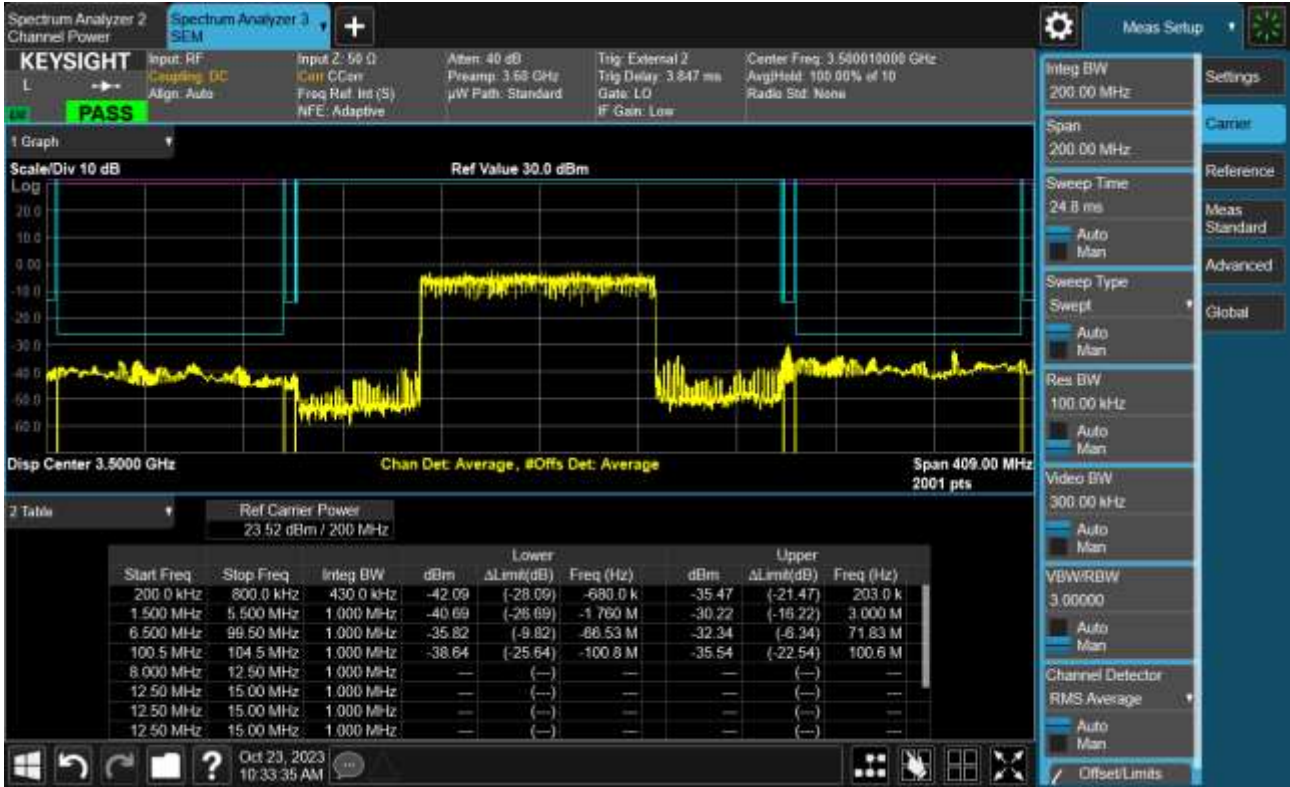 Spectrum Analyzer 2
Channel Power
Spectrum Analyzer 3
SEM
Meas Setup
KEYSIGHT
L
PASS
Input: RF
Coupling: DC
Align: Auto
Input Z: 50 Ω
Corr CCorr
Freq Ref: Int (S)
NFE: Adaptive
Atten: 40 dB
Preamp: 3.60 GHz
µW Path: Standard
Trig: External 2
Trig Delay: 3.847 ms
Gate: LO
IF Gain: Low
Center Freq: 3.500010000 GHz
Avg|Hold: 100.00% of 10
Radio Std: None
1 Graph
Scale/Div 10 dB
Ref Value 30.0 dBm
Log
20.0
10.0
0.00
-10.0
-20.0
-30.0
-40.0
-50.0
-60.0
Disp Center 3.5000 GHz
Chan Det: Average, #Offs Det: Average
Span 409.00 MHz
2001 pts
2 Table
Ref Carrier Power
23.52 dBm / 200 MHz
Lower Upper
Start Freq Stop Freq Integ BW dBm ΔLimit(dB) Freq (Hz) dBm ΔLimit(dB) Freq (Hz)
200.0 kHz 800.0 kHz 430.0 kHz -42.09 (-28.09) -680.0 k -35.47 (-21.47) 203.0 k
1.500 MHz 5.500 MHz 1.000 MHz -40.69 (-26.69) -1.760 M -30.22 (-16.22) 3.000 M
6.500 MHz 99.50 MHz 1.000 MHz -35.82 (-9.82) -66.53 M -32.34 (-6.34) 71.83 M
100.5 MHz 104.5 MHz 1.000 MHz -38.64 (-25.64) -100.8 M -35.54 (-22.54) 100.6 M
8.000 MHz 12.50 MHz 1.000 MHz --- (---) --- --- (---) ---
12.50 MHz 15.00 MHz 1.000 MHz --- (---) --- --- (---) ---
12.50 MHz 15.00 MHz 1.000 MHz --- (---) --- --- (---) ---
12.50 MHz 15.00 MHz 1.000 MHz --- (---) --- --- (---) ---
Oct 23, 2023
10:33:35 AM
Integ BW
200.00 MHz
Span
200.00 MHz
Sweep Time
24.8 ms
Auto
Man
Sweep Type
Swept
Auto
Man
Res BW
100.00 kHz
Auto
Man
Video BW
300.00 kHz
Auto
Man
VBW/RBW
3.00000
Auto
Man
Channel Detector
RMS Average
Auto
Man
Offset/Limits
Settings
Carrier
Reference
Meas
Standard
Advanced
Global